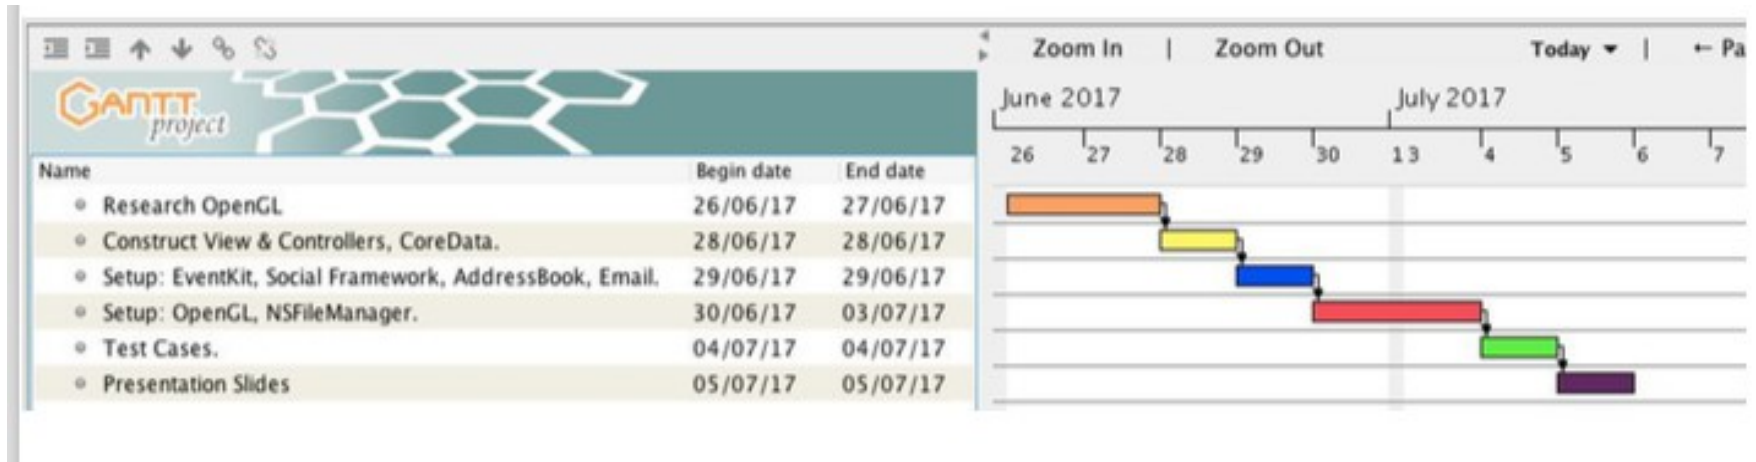 Zoom In | Zoom Out Today ▾ | ← Pa
GANTT
project
June 2017 July 2017
26 27 28 29 30 1 3 4 5 6 7
Name Begin date End date
Research OpenGL 26/06/17 27/06/17
Construct View & Controllers, CoreData. 28/06/17 28/06/17
Setup: EventKit, Social Framework, AddressBook, Email. 29/06/17 29/06/17
Setup: OpenGL, NSFileManager. 30/06/17 03/07/17
Test Cases. 04/07/17 04/07/17
Presentation Slides 05/07/17 05/07/17